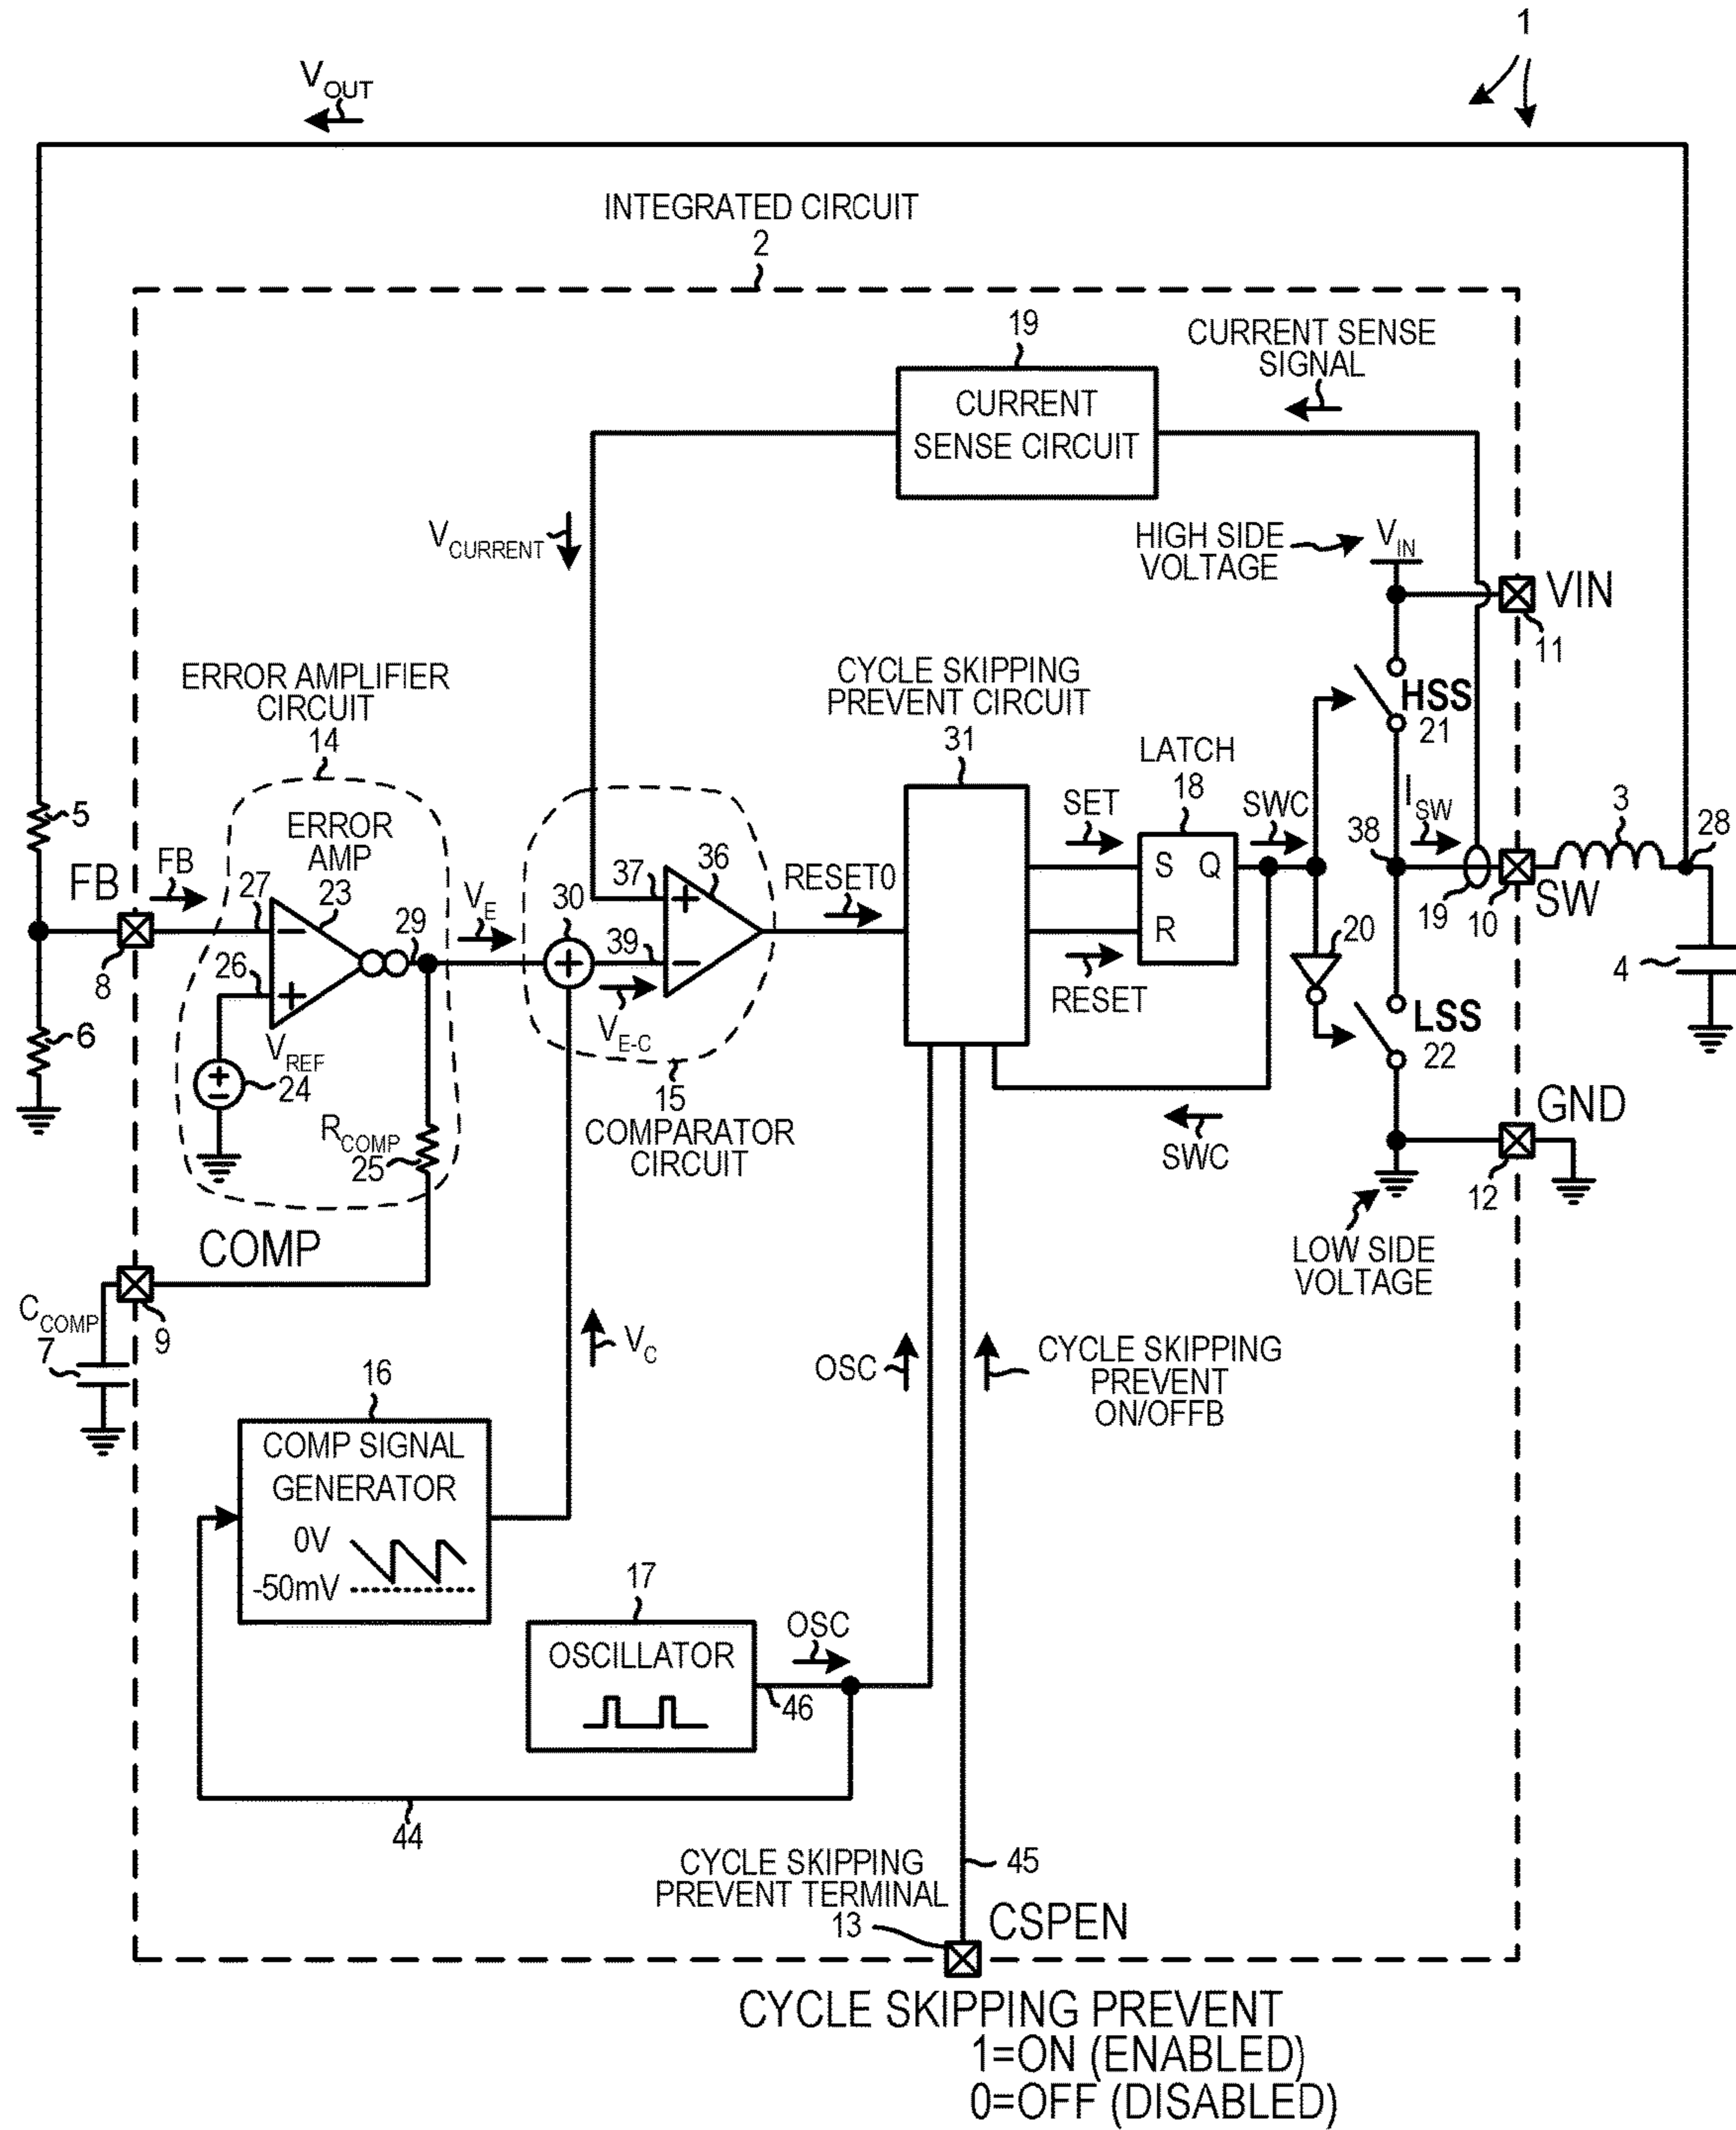 1
VOUT
INTEGRATED CIRCUIT
2
19
CURRENT SENSE
SIGNAL
CURRENT
SENSE CIRCUIT
VCURRENT
HIGH SIDE
VOLTAGE
VIN
VIN
11
ERROR AMPLIFIER
CIRCUIT
14
CYCLE SKIPPING
PREVENT CIRCUIT
31
HSS
21
LATCH
18
5
ERROR
AMP
23
FB
FB
27
26
29
VE
30
37
36
39
RESET0
SET
RESET
S Q
R
SWC
ISW
38
3
28
19
10
SW
20
4
8
6
VREF
24
+
−
VE-C
15
COMPARATOR
CIRCUIT
LSS
22
SWC
GND
12
RCOMP
25
COMP
CCOMP
7
9
LOW SIDE
VOLTAGE
VC
OSC
CYCLE SKIPPING
PREVENT
ON/OFFB
16
COMP SIGNAL
GENERATOR
0V
-50mV
17
OSCILLATOR
OSC
46
44
CYCLE SKIPPING
PREVENT TERMINAL
13
45
CSPEN
CYCLE SKIPPING PREVENT
1=ON (ENABLED)
0=OFF (DISABLED)